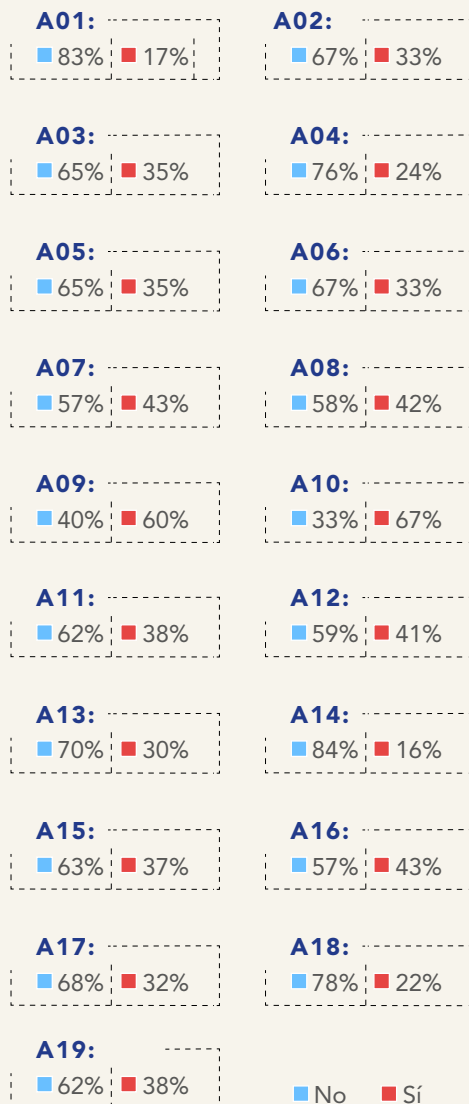 A01: A02:
83% 17% 67% 33%
A03: A04:
65% 35% 76% 24%
A05: A06:
65% 35% 67% 33%
A07: A08:
57% 43% 58% 42%
A09: A10:
40% 60% 33% 67%
A11: A12:
62% 38% 59% 41%
A13: A14:
70% 30% 84% 16%
A15: A16:
63% 37% 57% 43%
A17: A18:
68% 32% 78% 22%
A19:
62% 38% No Sí